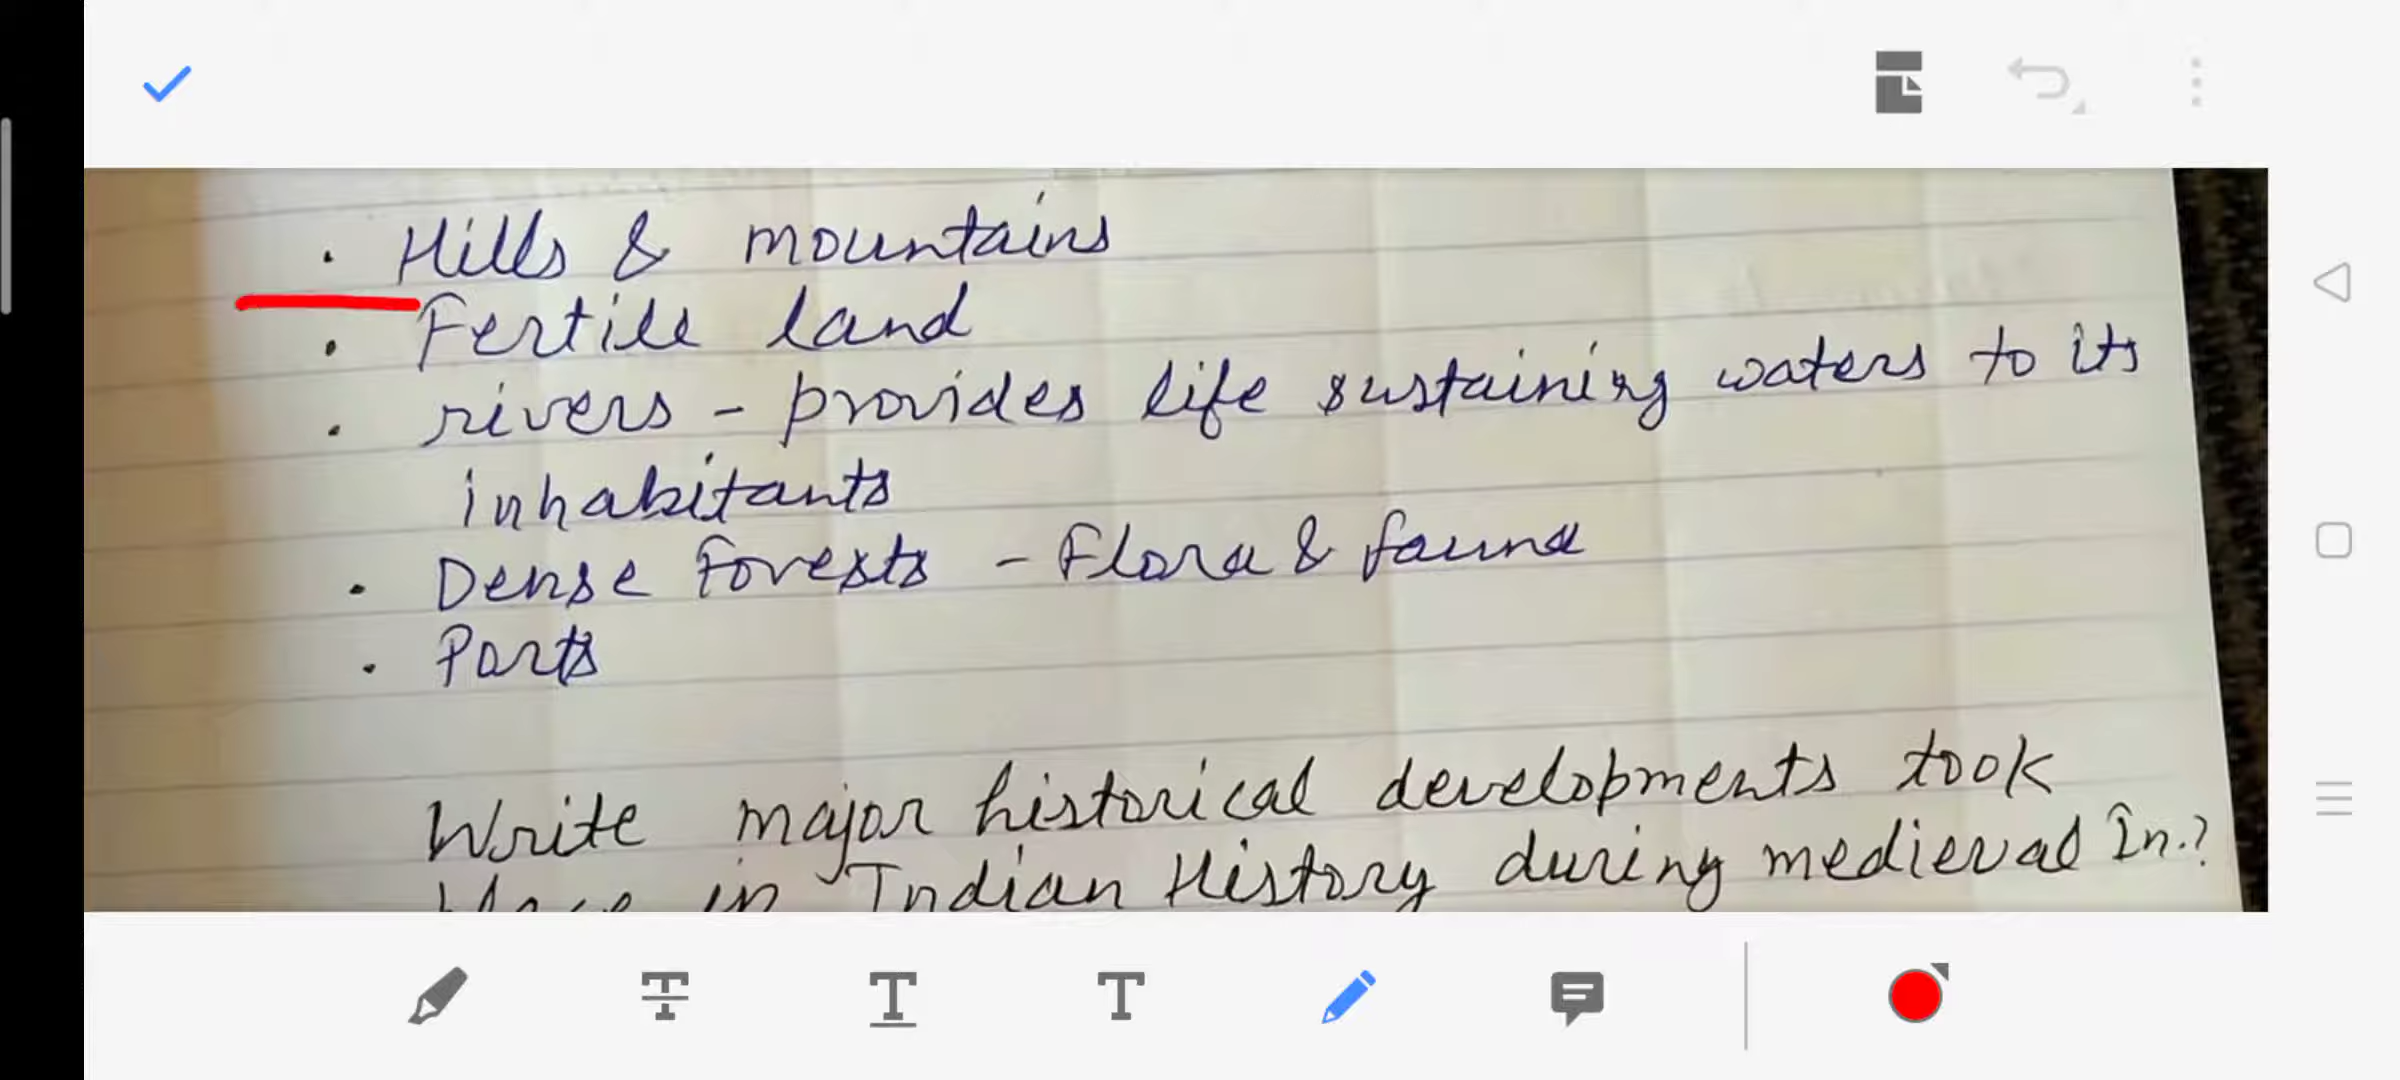 . Hills & mountains
. Fertile land
. rivers - provides life sustaining waters to its
inhabitants
. Dense Forests - Flora & fauna
. Ports
Write major historical developments took
place in Indian History during medieval In.?